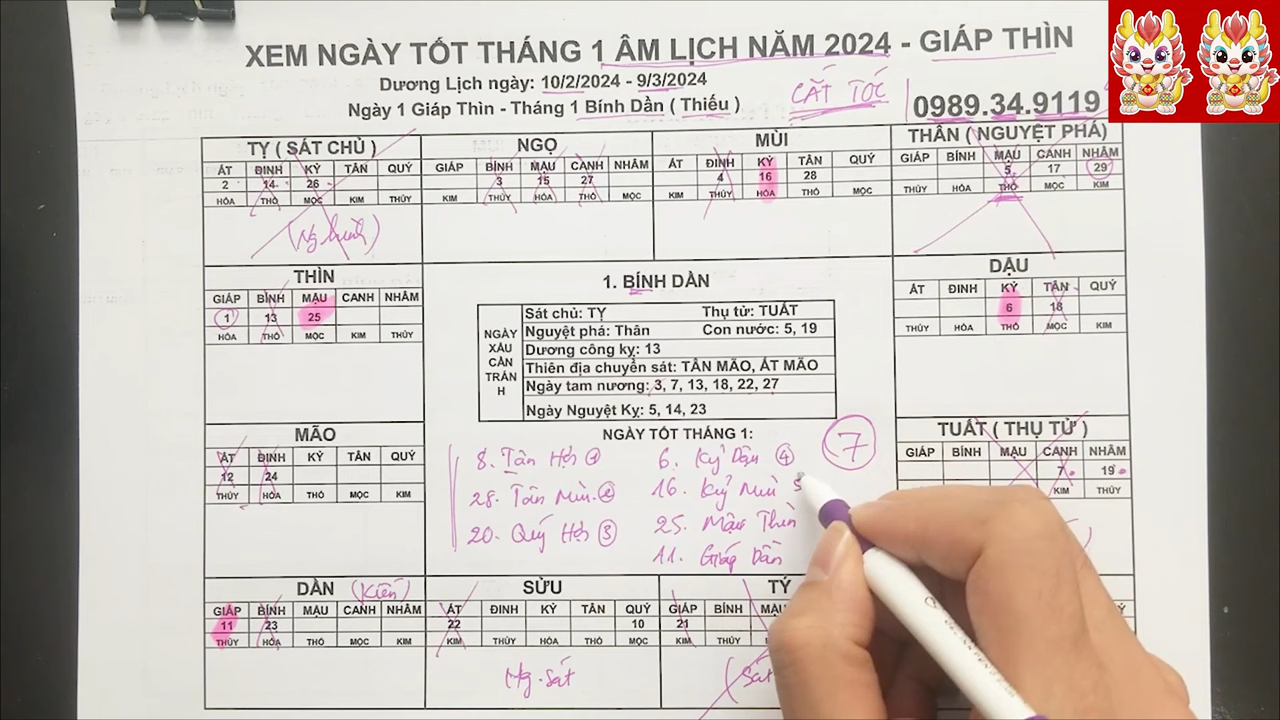 XEM NGÀY TỐT THÁNG 1 ÂM LỊCH NĂM 2024 - GIÁP THÌN
Dương Lịch ngày: 10/2/2024 - 9/3/2024
CẮT TÓC
Ngày 1 Giáp Thìn - Tháng 1 Bính Dần ( Thiếu )
0989.34.9119
TỴ ( SÁT CHỦ )
ẤT ĐINH KỶ TÂN QUÝ
2 14 26
HỎA THỔ MỘC KIM THỦY
NGỌ
GIÁP BÍNH MẬU CANH NHÂM
3 15 27
KIM THỦY HỎA THỔ MỘC
MÙI
ẤT ĐINH KỶ TÂN QUÝ
4 16 28
KIM THỦY HỎA THỔ MỘC
THÂN ( NGUYỆT PHÁ)
GIÁP BÍNH MẬU CANH NHÂM
5 17 29
THỦY HỎA THỔ MỘC KIM
THÌN
GIÁP BÍNH MẬU CANH NHÂM
1 13 25
HỎA THỔ MỘC KIM THỦY
1. BÍNH DẦN
NGÀY XẤU CẦN TRÁNH
Sát chủ: TỴ Thụ tử: TUẤT
Nguyệt phá: Thân Con nước: 5, 19
Dương công kỵ: 13
Thiên địa chuyển sát: TÂN MÃO, ẤT MÃO
Ngày tam nương: 3, 7, 13, 18, 22, 27
Ngày Nguyệt Kỵ: 5, 14, 23
DẬU
ẤT ĐINH KỶ TÂN QUÝ
6 18
THỦY HỎA THỔ MỘC KIM
MÃO
ẤT ĐINH KỶ TÂN QUÝ
12 24
THỦY HỎA THỔ MỘC KIM
NGÀY TỐT THÁNG 1:
7
8. Tân Hợi 1 6. Kỷ Dậu 4
28. Tân Mùi 2 16. Kỷ Mùi 5
20. Quý Hợi 3 25. Mậu Thìn
11. Giáp Dần
TUẤT ( THỤ TỬ )
GIÁP BÍNH MẬU CANH NHÂM
7 19
KIM THỦY
DẦN (Kiến)
GIÁP BÍNH MẬU CANH NHÂM
11 23
THỦY HỎA THỔ MỘC KIM
SỬU
ẤT ĐINH KỶ TÂN QUÝ
22 10
KIM THỦY HỎA THỔ MỘC
Ng. Sát
TÝ
GIÁP BÍNH MẬU
21
KIM THỦY
(Sát